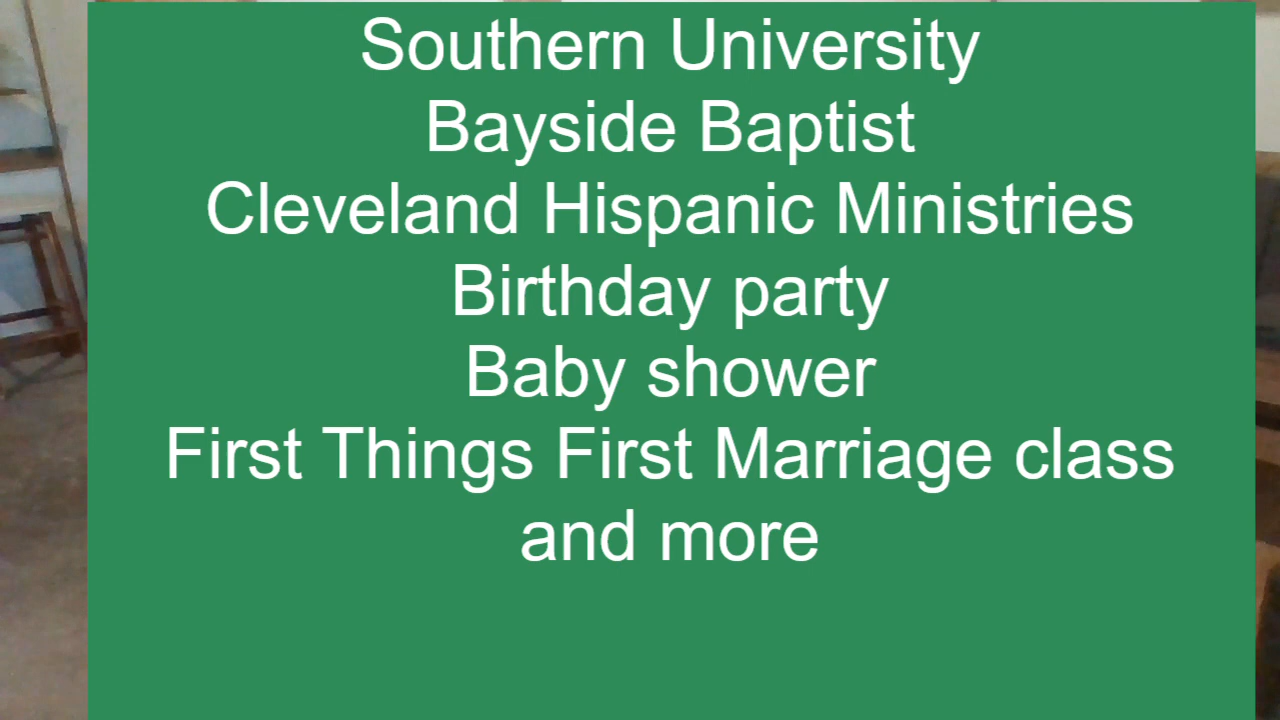 Southern University
Bayside Baptist
Cleveland Hispanic Ministries
Birthday party
Baby shower
First Things First Marriage class
and more